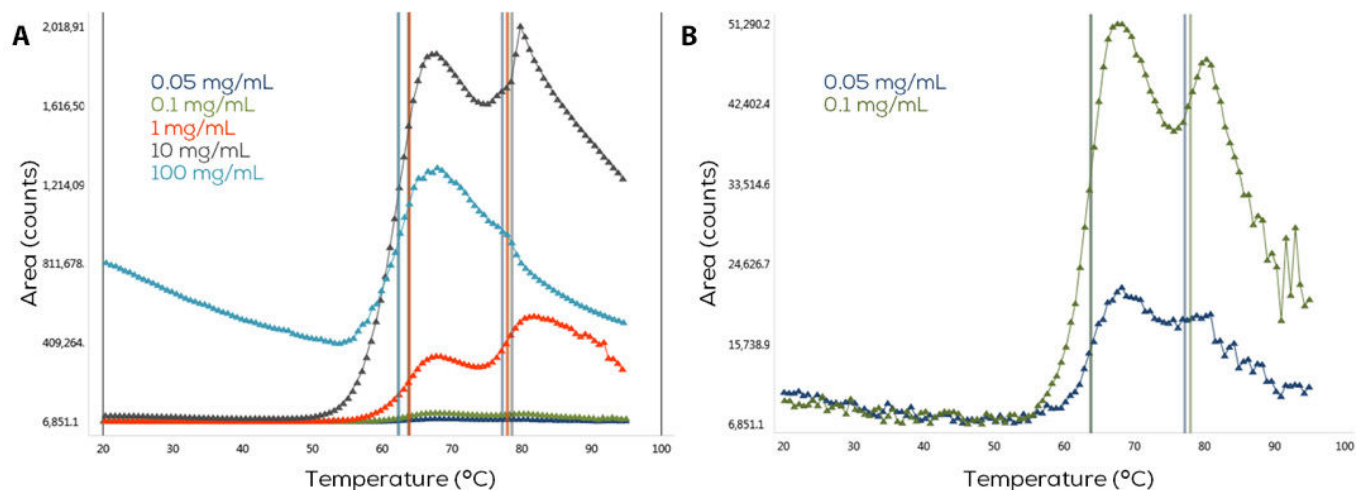 A
2,018,91
1,616,50
1,214,09
811,678.
409,264.
6,851.1
Area (counts)
0.05 mg/mL
0.1 mg/mL
1 mg/mL
10 mg/mL
100 mg/mL
20 30 40 50 60 70 80 90 100
Temperature (°C)
B
51,290.2
42,402.4
33,514.6
24,626.7
15,738.9
6,851.1
Area (counts)
0.05 mg/mL
0.1 mg/mL
20 30 40 50 60 70 80 90 100
Temperature (°C)